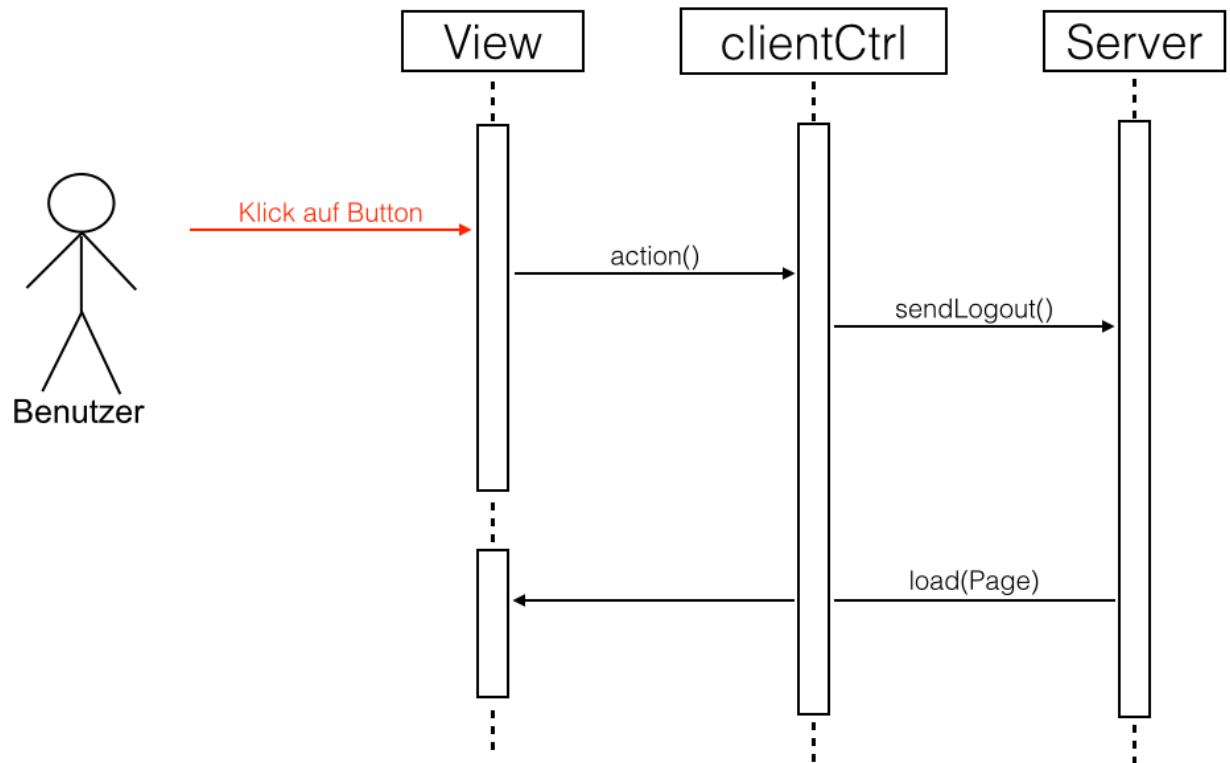 View
clientCtrl
Server
Klick auf Button
action()
sendLogout()
Benutzer
load(Page)